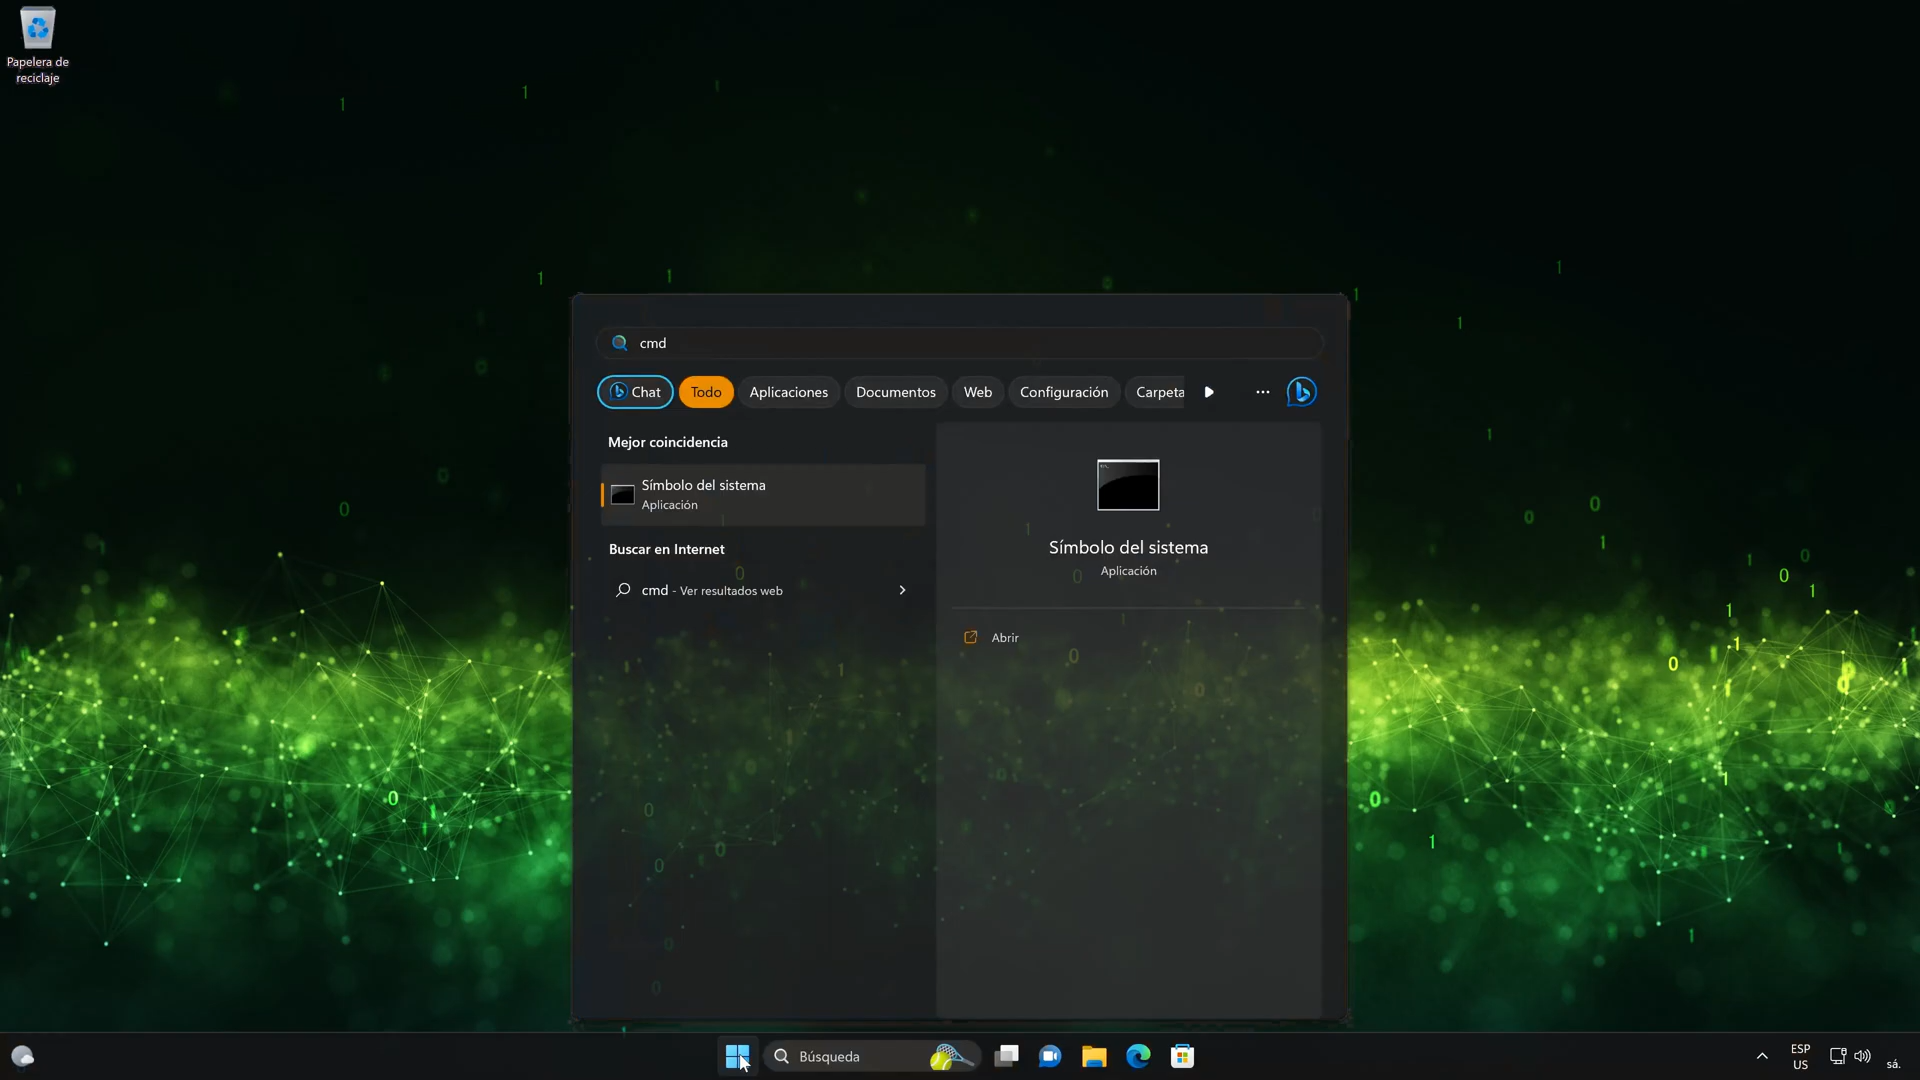 Papelera de
reciclaje
cmd
Chat
Todo
Aplicaciones
Documentos
Web
Configuración
Carpeta
Mejor coincidencia
Símbolo del sistema
Aplicación
Buscar en Internet
cmd - Ver resultados web
Símbolo del sistema
Aplicación
Abrir
Búsqueda
ESP
US
sá.